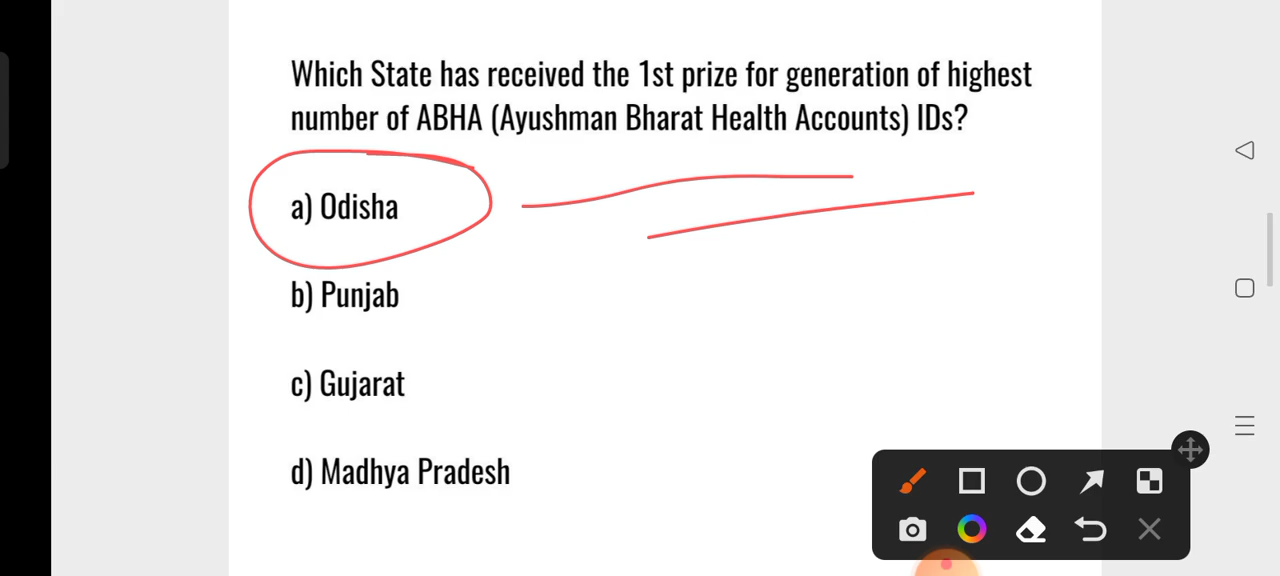 Which State has received the 1st prize for generation of highest
number of ABHA (Ayushman Bharat Health Accounts) IDs?
a) Odisha
b) Punjab
c) Gujarat
d) Madhya Pradesh